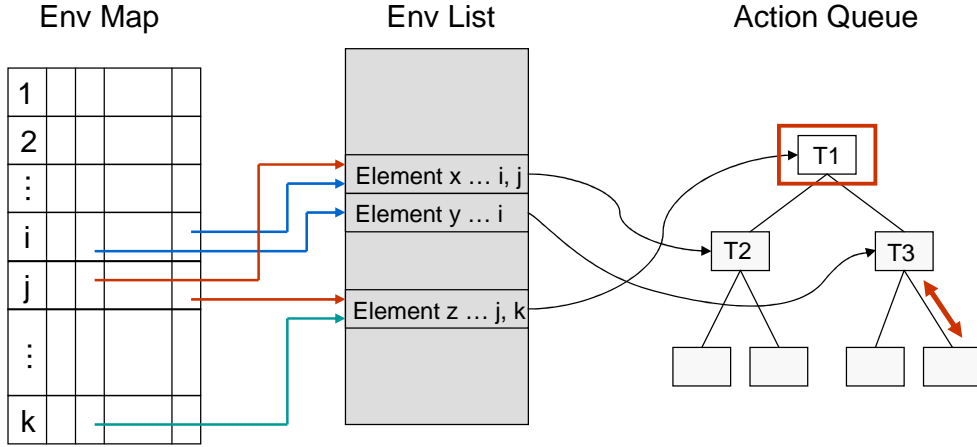 Env Map
Env List
Action Queue
1
2
⋮
i
j
⋮
k
Element x … i, j
Element y … i
Element z … j, k
T1
T2
T3